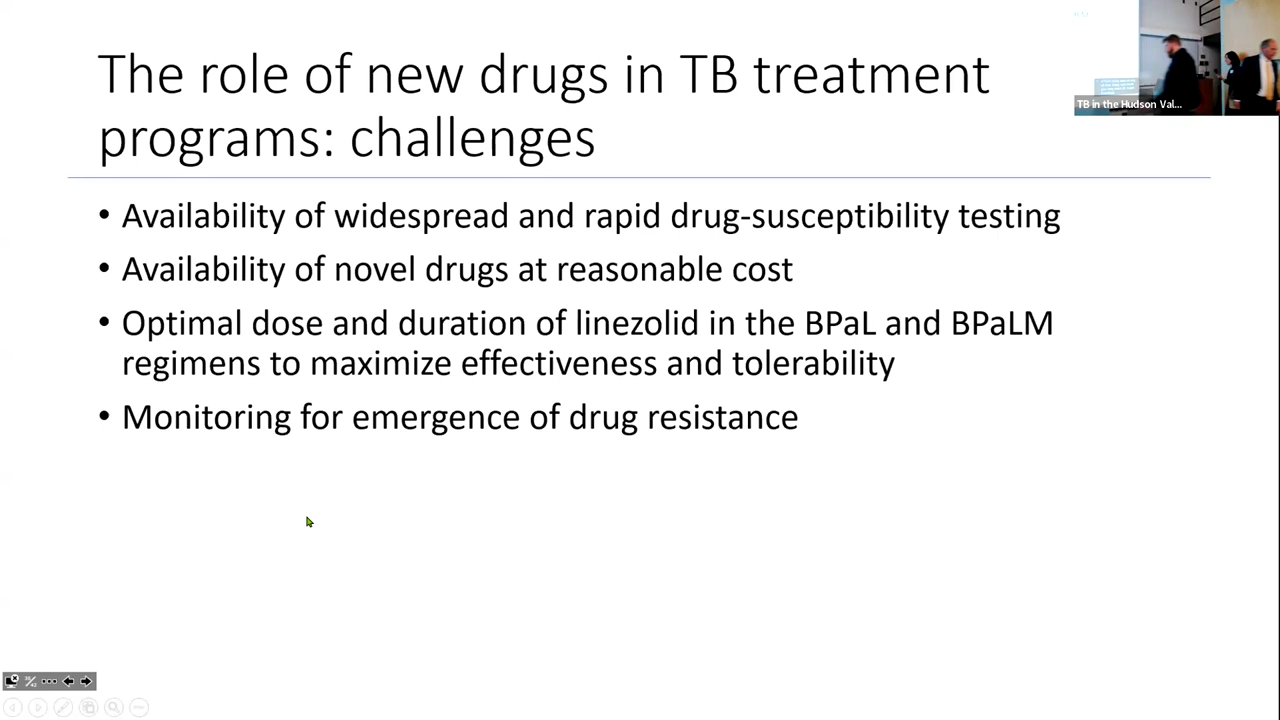 The role of new drugs in TB treatment
programs: challenges
• Availability of widespread and rapid drug-susceptibility testing
• Availability of novel drugs at reasonable cost
• Optimal dose and duration of linezolid in the BPaL and BPaLM
regimens to maximize effectiveness and tolerability
• Monitoring for emergence of drug resistance
TB in the Hudson Val...